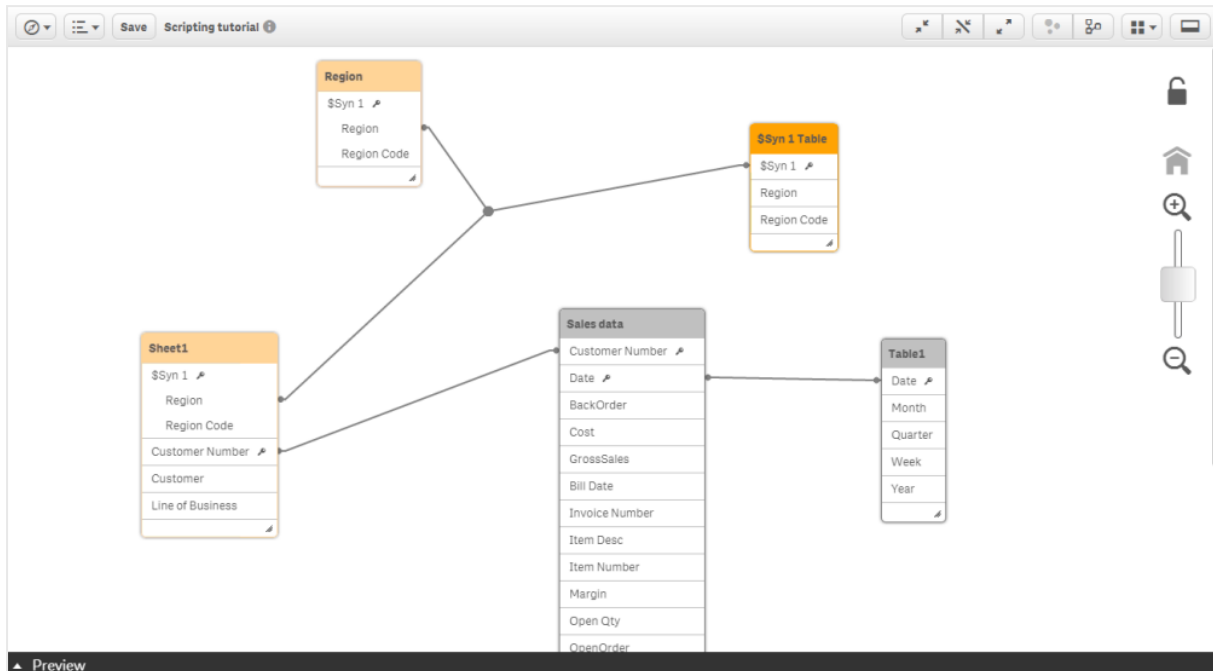 Save Scripting tutorial
Region
$Syn 1
Region
Region Code
$Syn 1 Table
$Syn 1
Region
Region Code
Sheet1
$Syn 1
Region
Region Code
Customer Number
Customer
Line of Business
Sales data
Customer Number
Date
BackOrder
Cost
GrossSales
Bill Date
Invoice Number
Item Desc
Item Number
Margin
Open Qty
OpenOrder
Table1
Date
Month
Quarter
Week
Year
Preview